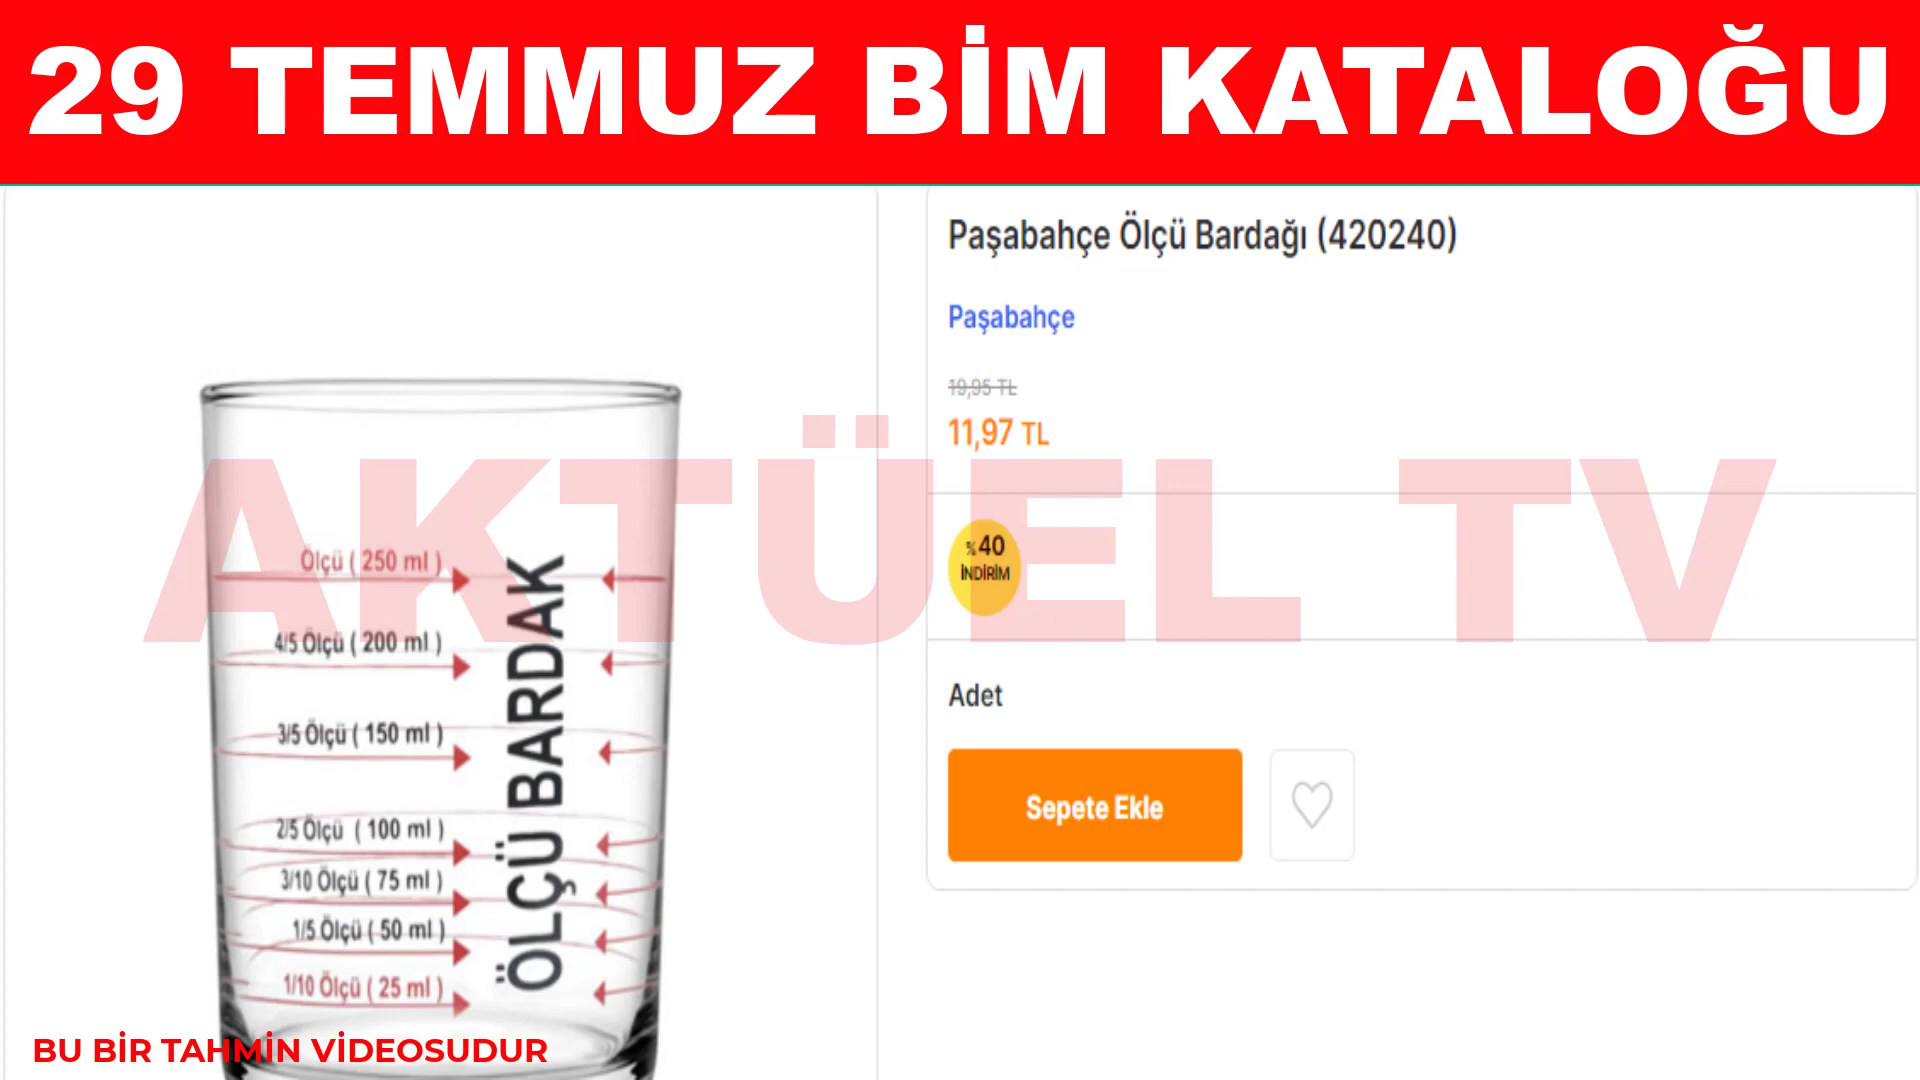 29 TEMMUZ BİM KATALOĞU
Paşabahçe Ölçü Bardağı (420240)
Paşabahçe
19,95 TL
11,97 TL
AKTÜEL TV
%40
İNDİRİM
Adet
Sepete Ekle
Ölçü ( 250 ml )
4/5 Ölçü ( 200 ml )
3/5 Ölçü ( 150 ml )
2/5 Ölçü ( 100 ml )
3/10 Ölçü ( 75 ml )
1/5 Ölçü ( 50 ml )
1/10 Ölçü ( 25 ml )
ÖLÇÜ BARDAK
BU BİR TAHMİN VİDEOSUDUR